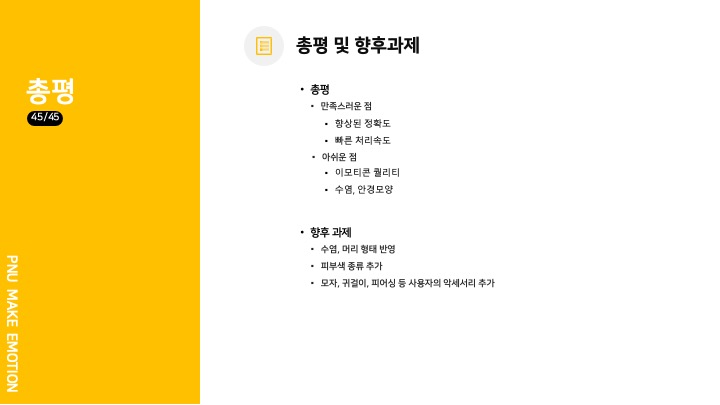 총평
45/45
PNU MAKE EMOTION
총평 및 향후과제
• 총평
• 만족스러운 점
• 향상된 정확도
• 빠른 처리속도
• 아쉬운 점
• 이모티콘 퀄리티
• 수염, 안경모양
• 향후 과제
• 수염, 머리 형태 반영
• 피부색 종류 추가
• 모자, 귀걸이, 피어싱 등 사용자의 악세서리 추가